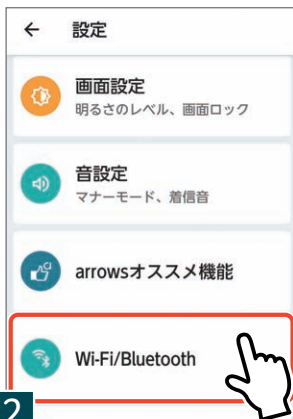 ← 設定
画面設定
明るさのレベル、画面ロック
音設定
マナーモード、着信音
arrowsオススメ機能
Wi-Fi/Bluetooth
2